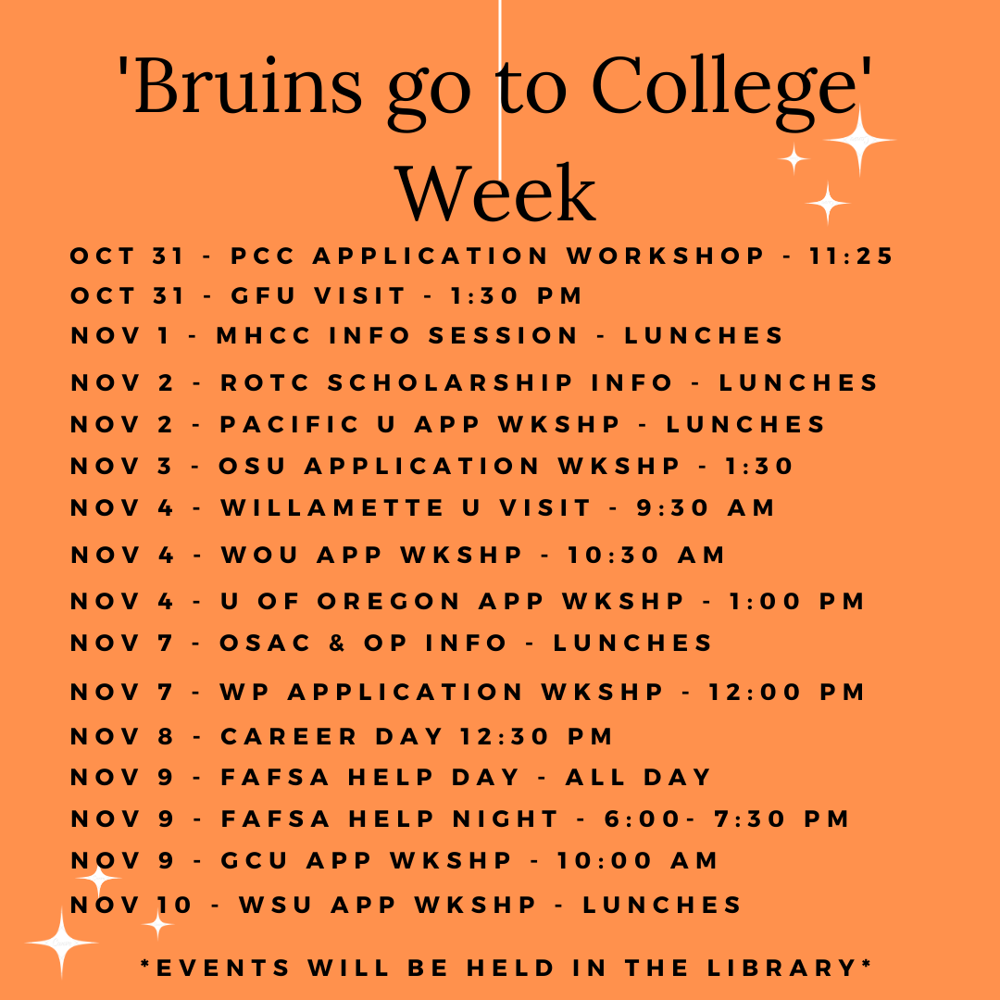 'Bruins go to College'
Week
OCT 31 - PCC APPLICATION WORKSHOP - 11:25
OCT 31 - GFU VISIT - 1:30 PM
NOV 1 - MHCC INFO SESSION - LUNCHES
NOV 2 - ROTC SCHOLARSHIP INFO - LUNCHES
NOV 2 - PACIFIC U APP WKSHP - LUNCHES
NOV 3 - OSU APPLICATION WKSHP - 1:30
NOV 4 - WILLAMETTE U VISIT - 9:30 AM
NOV 4 - WOU APP WKSHP - 10:30 AM
NOV 4 - U OF OREGON APP WKSHP - 1:00 PM
NOV 7 - OSAC & OP INFO - LUNCHES
NOV 7 - WP APPLICATION WKSHP - 12:00 PM
NOV 8 - CAREER DAY 12:30 PM
NOV 9 - FAFSA HELP DAY - ALL DAY
NOV 9 - FAFSA HELP NIGHT - 6:00- 7:30 PM
NOV 9 - GCU APP WKSHP - 10:00 AM
NOV 10 - WSU APP WKSHP - LUNCHES
*EVENTS WILL BE HELD IN THE LIBRARY*